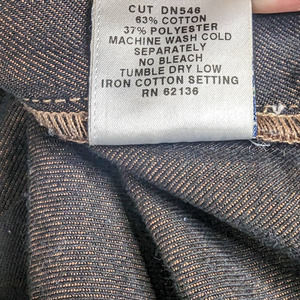 CUT DN546
63% COTTON
37% POLYESTER
MACHINE WASH COLD
SEPARATELY
NO BLEACH
TUMBLE DRY LOW
IRON COTTON SETTING
RN 62136